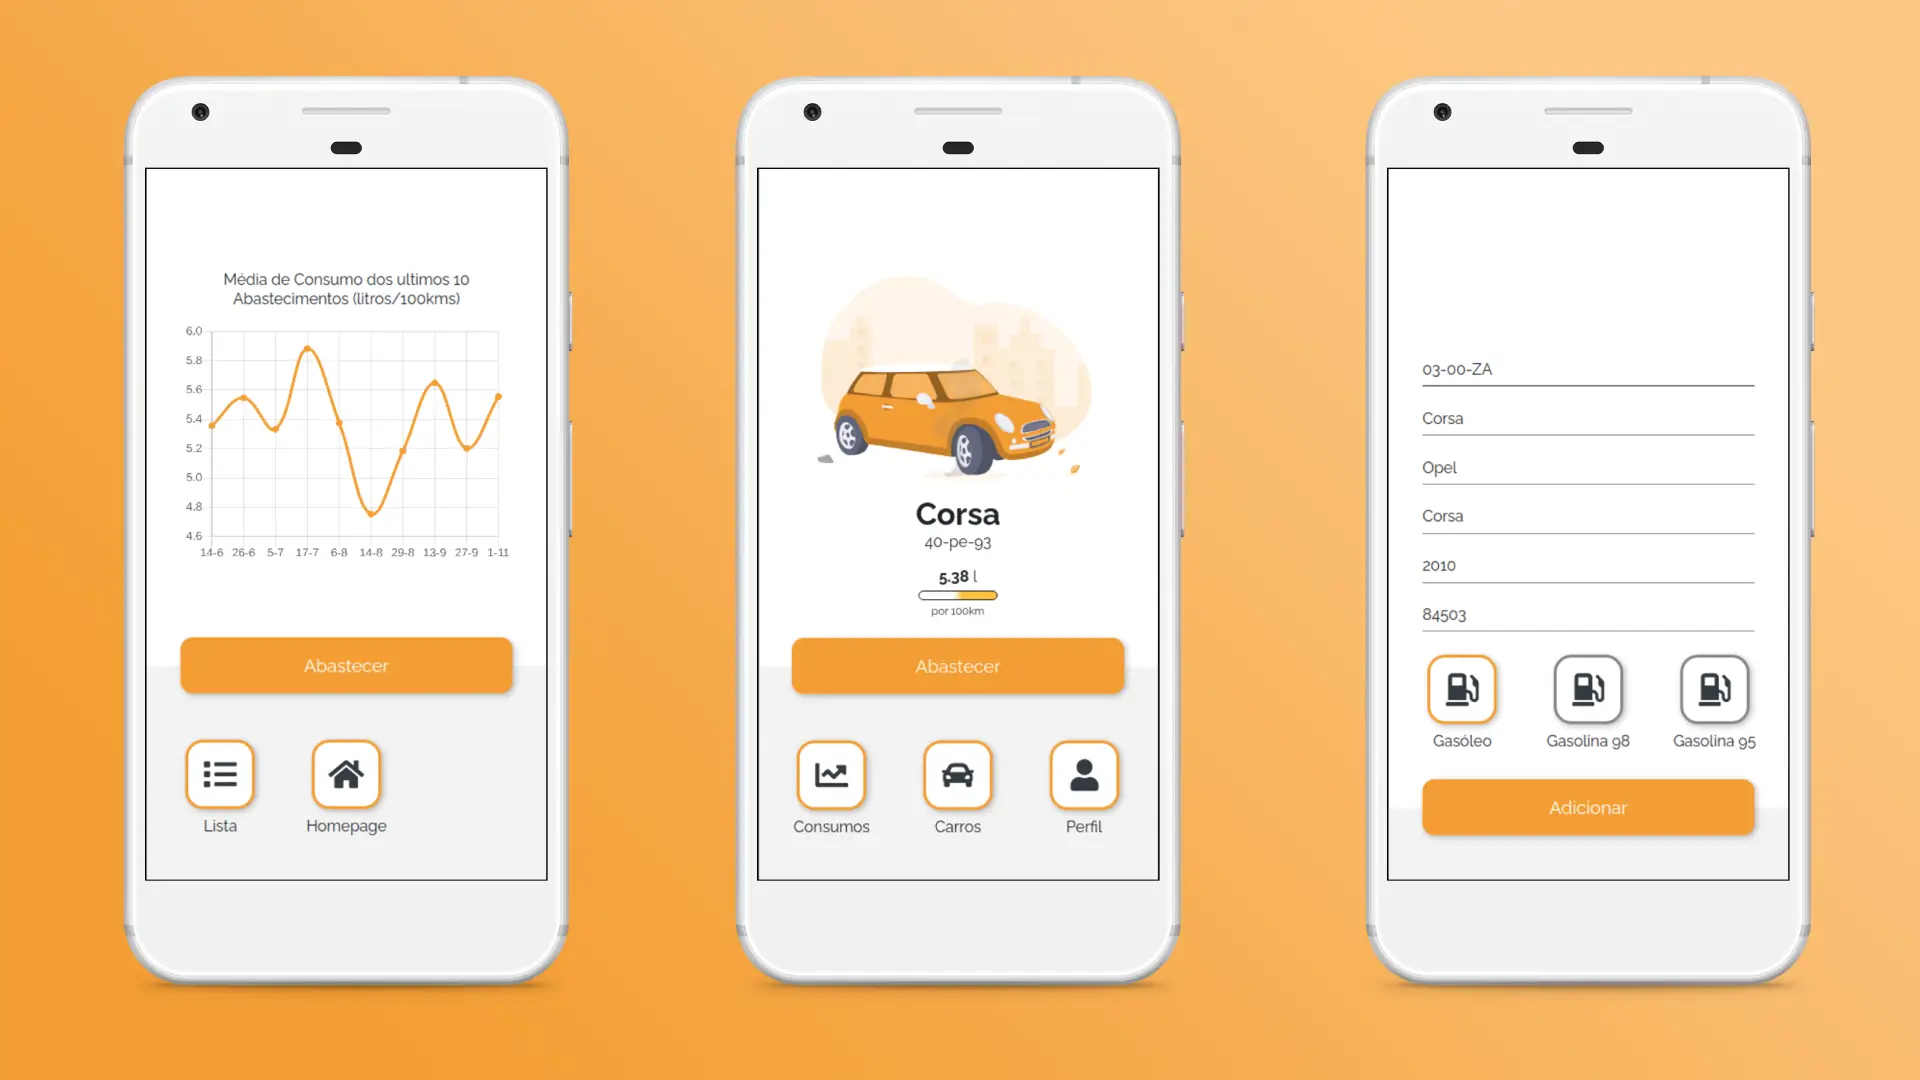 Média de Consumo dos ultimos 10
Abastecimentos (litros/100kms)
6.0
5.8
5.6
5.4
5.2
5.0
4.8
4.6
14-6 26-6 5-7 17-7 6-8 14-8 29-8 13-9 27-9 1-11
Abastecer
Lista Homepage
Corsa
40-pe-93
5.38 l
por 100km
Abastecer
Consumos Carros Perfil
03-00-ZA
Corsa
Opel
Corsa
2010
84503
Gasóleo Gasolina 98 Gasolina 95
Adicionar